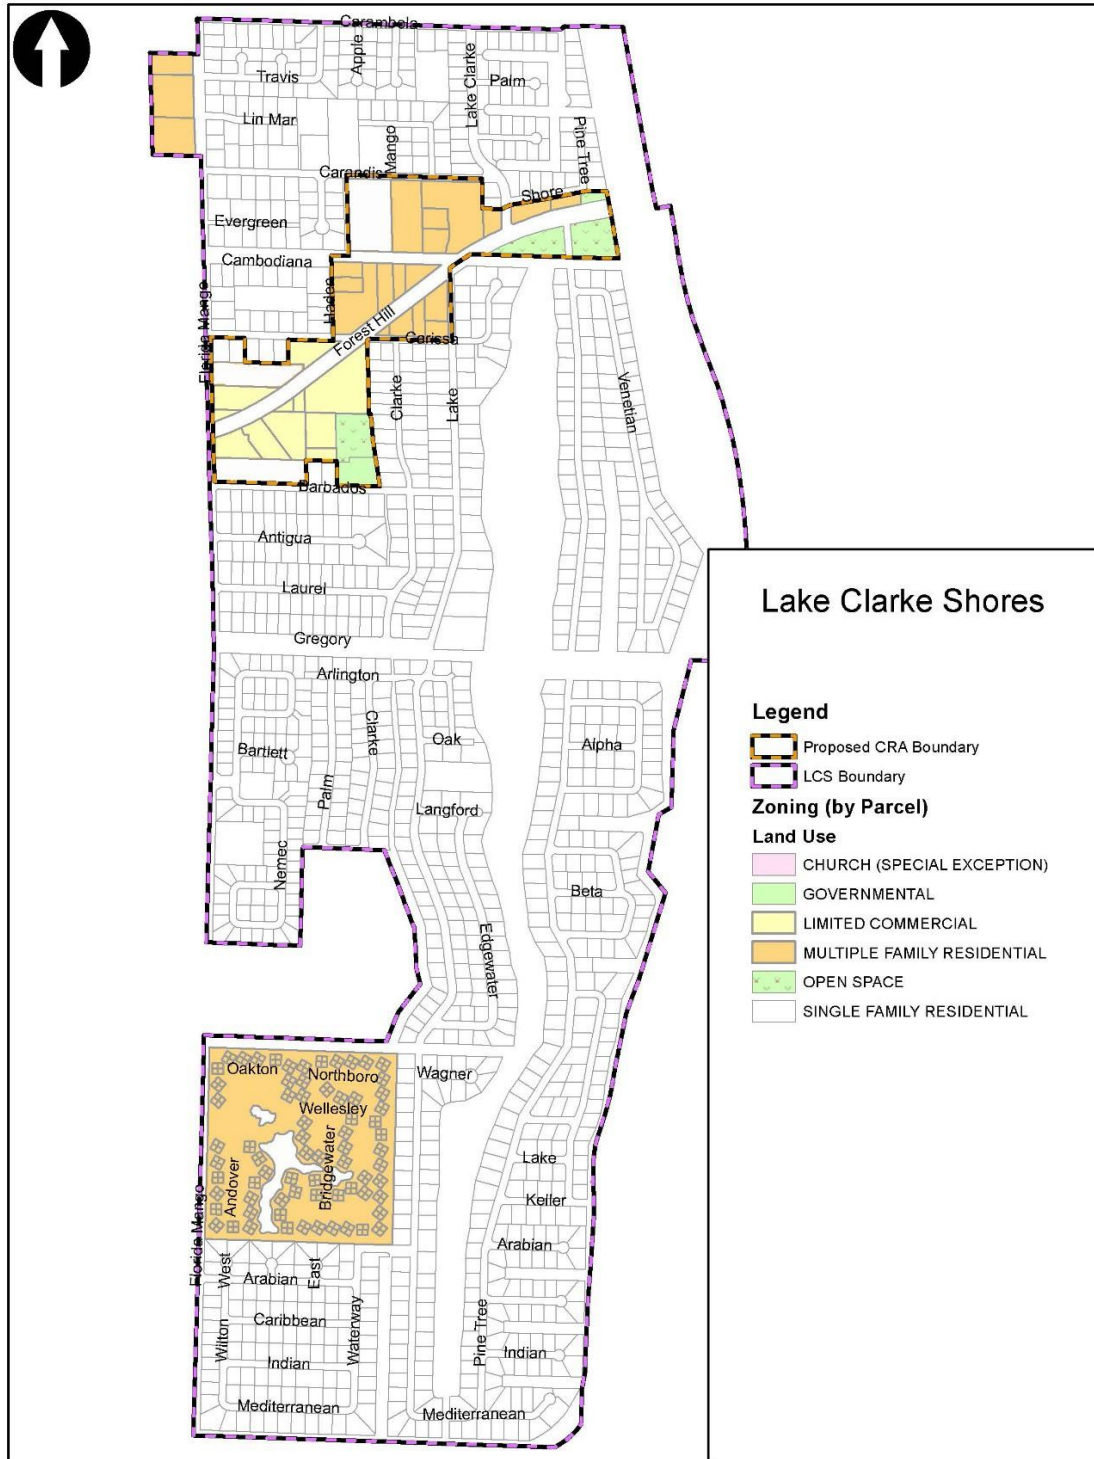 Carambola
Apple
Lake Clarke
Travis
Palm
Lin Mar
Mango
Pine Tree
Carandis
Shore
Evergreen
Cambodiana
Hadee
Florida Mango
Forest Hill
Carissa
Clarke
Lake
Venetian
Barbados
Antigua
Laurel
Gregory
Arlington
Clarke
Oak
Alpha
Bartlett
Palm
Langford
Nemec
Beta
Edgewater
Oakton
Northboro
Wagner
Wellesley
Bridgewater
Andover
Lake
Keller
Florida Mango
Arabian
West
Arabian
East
Caribbean
Waterway
Wilton
Pine Tree
Indian
Indian
Mediterranean
Mediterranean
Lake Clarke Shores
Legend
Proposed CRA Boundary
LCS Boundary
Zoning (by Parcel)
Land Use
CHURCH (SPECIAL EXCEPTION)
GOVERNMENTAL
LIMITED COMMERCIAL
MULTIPLE FAMILY RESIDENTIAL
OPEN SPACE
SINGLE FAMILY RESIDENTIAL